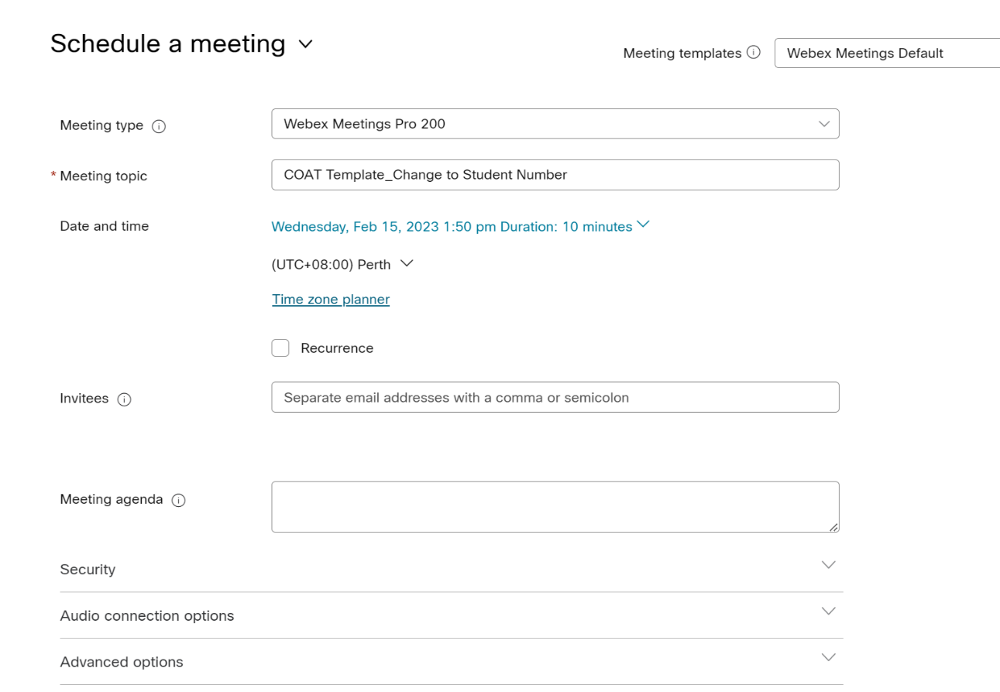 Schedule a meeting
Meeting templates
Webex Meetings Default
Meeting type
Webex Meetings Pro 200
* Meeting topic
COAT Template_Change to Student Number
Date and time
Wednesday, Feb 15, 2023 1:50 pm Duration: 10 minutes
(UTC+08:00) Perth
Time zone planner
Recurrence
Invitees
Separate email addresses with a comma or semicolon
Meeting agenda
Security
Audio connection options
Advanced options